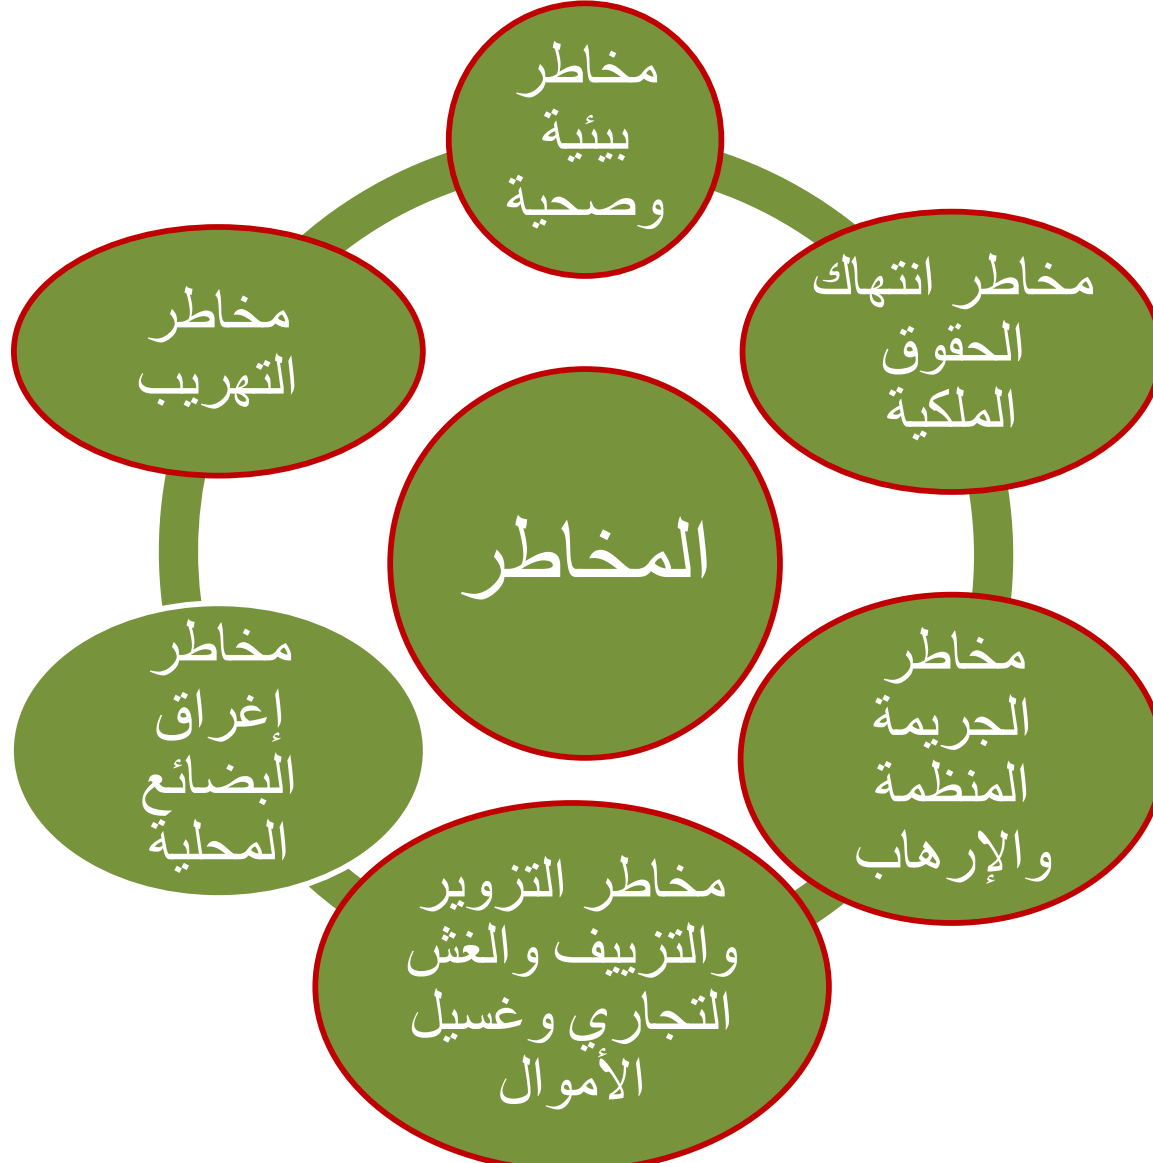 مخاطر
بيئية
وصحية
مخاطر انتهاك
الحقوق
الملكية
مخاطر
الجريمة
المنظمة
والإرهاب
مخاطر التزوير
والتزييف والغش
التجاري وغسيل
الأموال
مخاطر
إغراق
البضائع
المحلية
مخاطر
التهريب
المخاطر